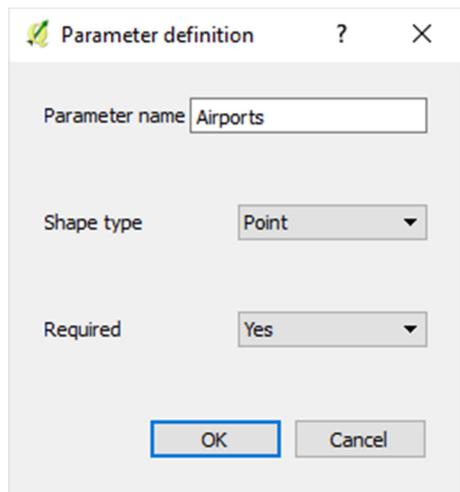 Parameter definition ? ×
Parameter name Airports
Shape type Point
Required Yes
OK Cancel